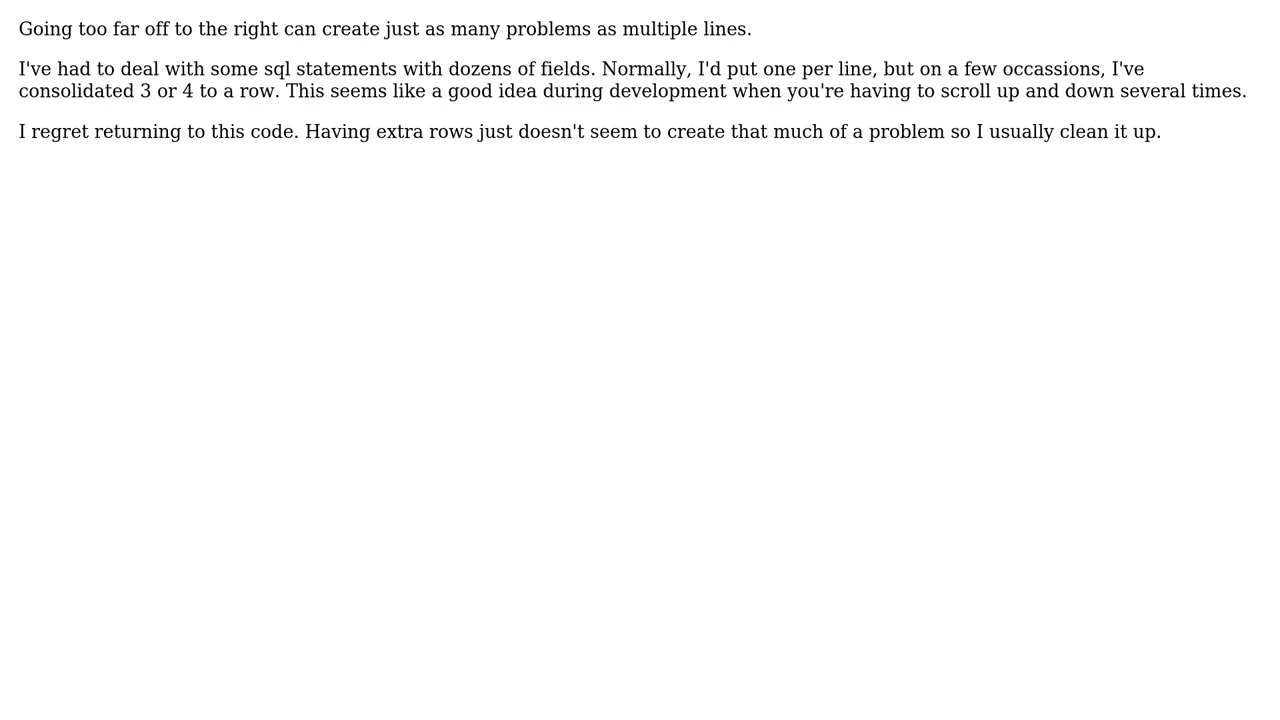 Going too far off to the right can create just as many problems as multiple lines.
I've had to deal with some sql statements with dozens of fields. Normally, I'd put one per line, but on a few occassions, I've
consolidated 3 or 4 to a row. This seems like a good idea during development when you're having to scroll up and down several times.
I regret returning to this code. Having extra rows just doesn't seem to create that much of a problem so I usually clean it up.